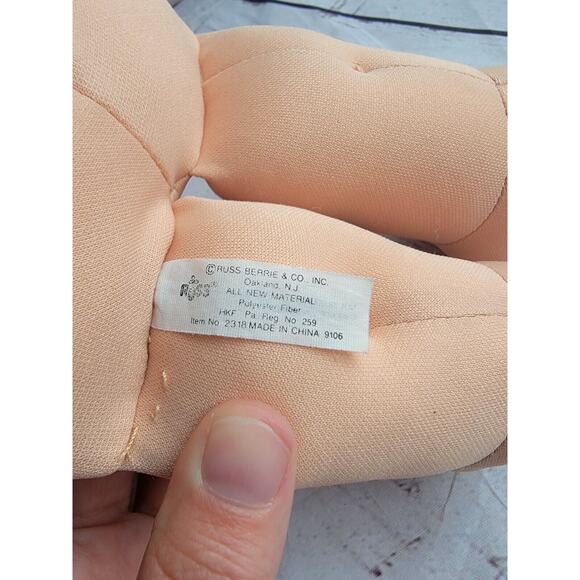 © RUSS BERRIE & CO., INC.
Oakland, N.J.
RUSS
ALL NEW MATERIAL
Polyester Fiber
HKF Pa. Reg. No. 259
Item No. 2318 MADE IN CHINA 9106